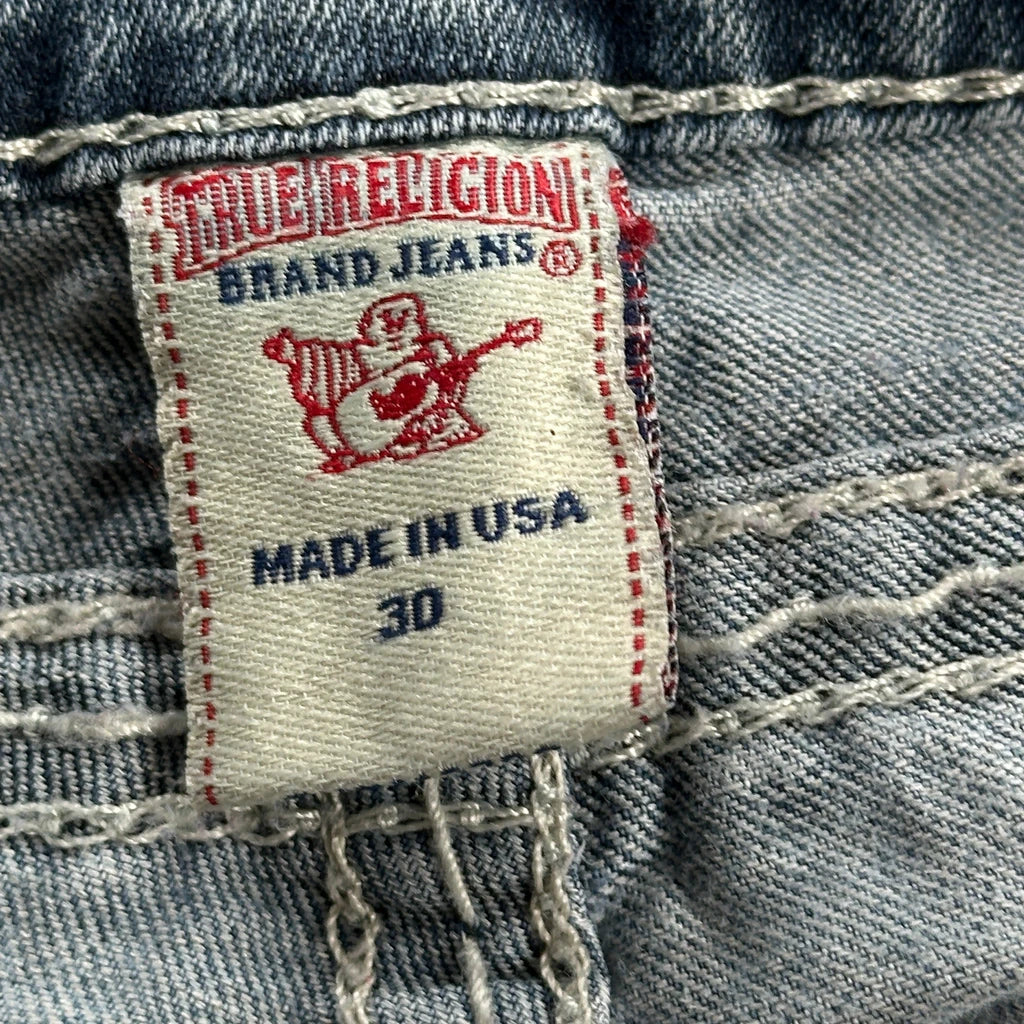 TRUE RELIGION
BRAND JEANS ®
MADE IN USA
30